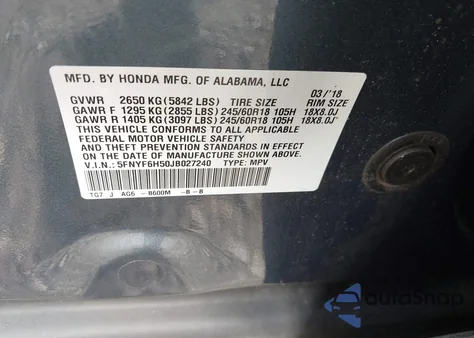 MFD. BY HONDA MFG. OF ALABAMA, LLC
03/'18
GVWR 2650 KG (5842 LBS) TIRE SIZE RIM SIZE
GAWR F 1295 KG (2855 LBS) 245/60R18 105H 18X8.0J
GAWR R 1405 KG (3097 LBS) 245/60R18 105H 18X8.0J
THIS VEHICLE CONFORMS TO ALL APPLICABLE
FEDERAL MOTOR VEHICLE SAFETY
AND THEFT PREVENTION STANDARDS IN EFFECT
ON THE DATE OF MANUFACTURE SHOWN ABOVE.
V.I.N.: 5FNYF6H50JB027240 TYPE: MPV
TG7 J AG6 -B600M -B-B
AutoSnap